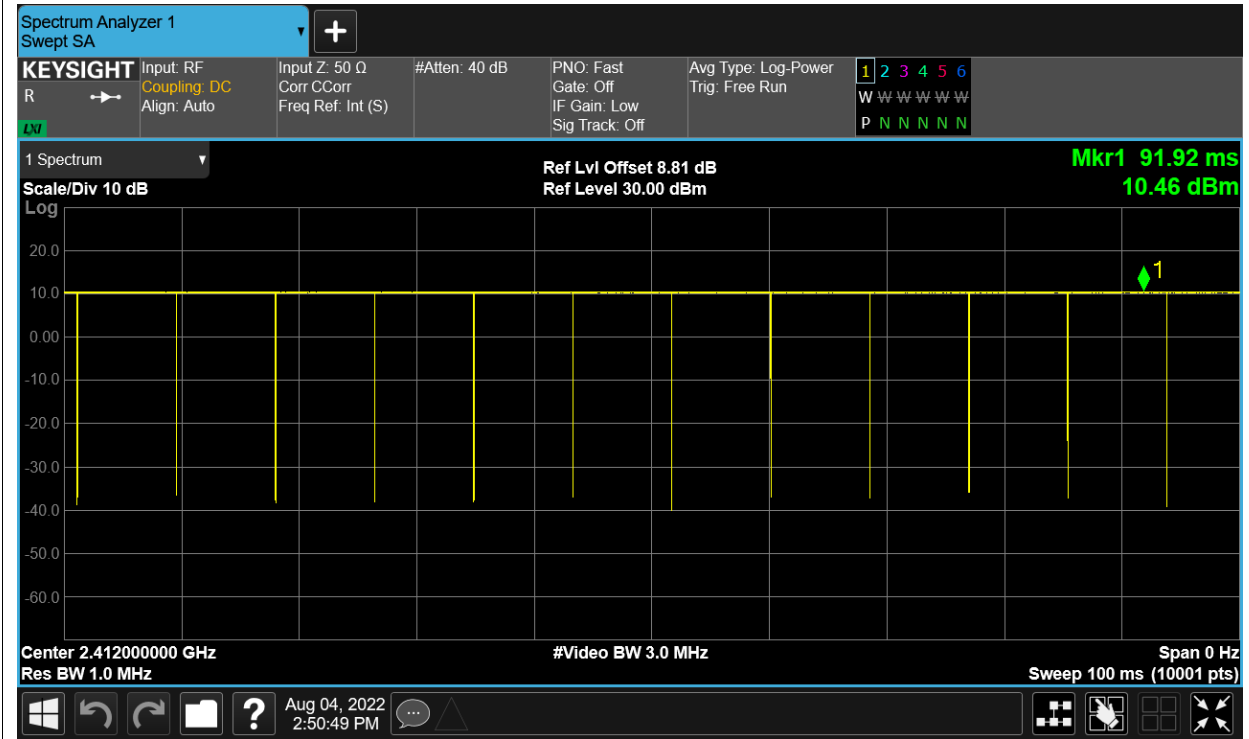 Spectrum Analyzer 1
Swept SA
KEYSIGHT
R
LXI
Input: RF
Coupling: DC
Align: Auto
Input Z: 50 Ω
Corr CCorr
Freq Ref: Int (S)
#Atten: 40 dB
PNO: Fast
Gate: Off
IF Gain: Low
Sig Track: Off
Avg Type: Log-Power
Trig: Free Run
1 2 3 4 5 6
W W W W W W
P N N N N N
1 Spectrum
Scale/Div 10 dB
Ref Lvl Offset 8.81 dB
Ref Level 30.00 dBm
Mkr1 91.92 ms
10.46 dBm
Log
20.0
1
10.0
0.00
-10.0
-20.0
-30.0
-40.0
-50.0
-60.0
Center 2.412000000 GHz
Res BW 1.0 MHz
#Video BW 3.0 MHz
Span 0 Hz
Sweep 100 ms (10001 pts)
?
Aug 04, 2022
2:50:49 PM